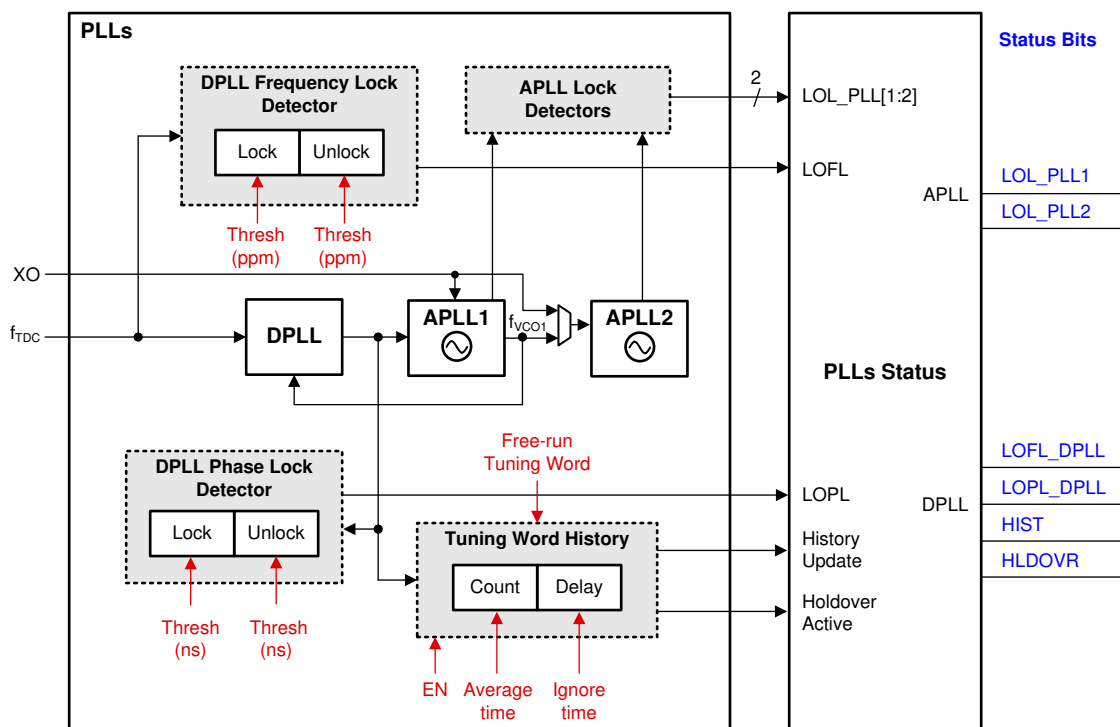 PLLs
DPLL Frequency Lock
Detector
Lock
Unlock
Thresh
(ppm)
Thresh
(ppm)
APLL Lock
Detectors
2
XO
fTDC
DPLL
APLL1
fVCO1
APLL2
DPLL Phase Lock
Detector
Lock
Unlock
Thresh
(ns)
Thresh
(ns)
Free-run
Tuning Word
Tuning Word History
Count
Delay
EN
Average
time
Ignore
time
LOL_PLL[1:2]
LOFL
APLL
PLLs Status
LOPL
DPLL
History
Update
Holdover
Active
Status Bits
LOL_PLL1
LOL_PLL2
LOFL_DPLL
LOPL_DPLL
HIST
HLDOVR